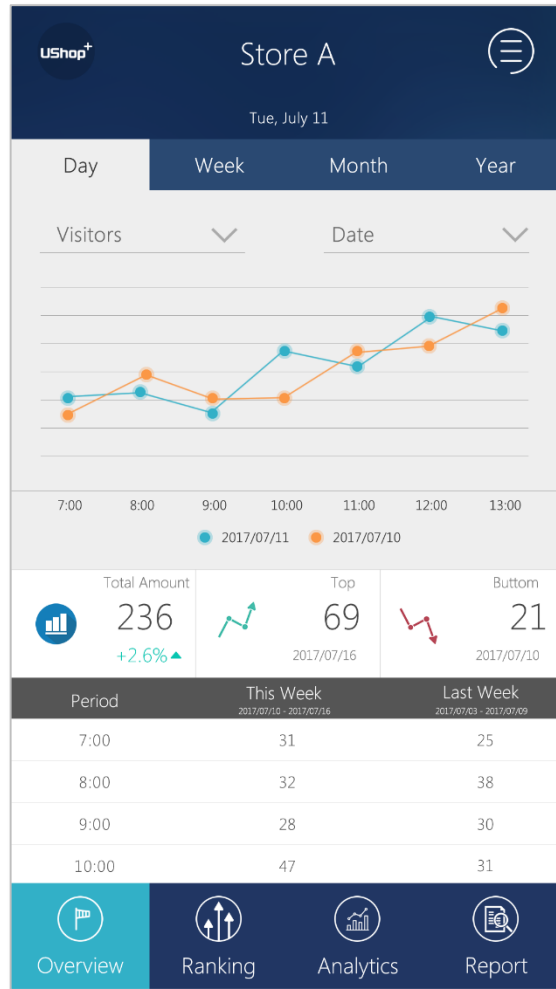 UShop+
Store A
Tue, July 11
Day Week Month Year
Visitors Date
7:00 8:00 9:00 10:00 11:00 12:00 13:00
2017/07/11 2017/07/10
Total Amount Top Buttom
236 69 21
+2.6% 2017/07/16 2017/07/10
Period This Week Last Week
2017/07/10 - 2017/07/16 2017/07/03 - 2017/07/09
7:00 31 25
8:00 32 38
9:00 28 30
10:00 47 31
Overview Ranking Analytics Report